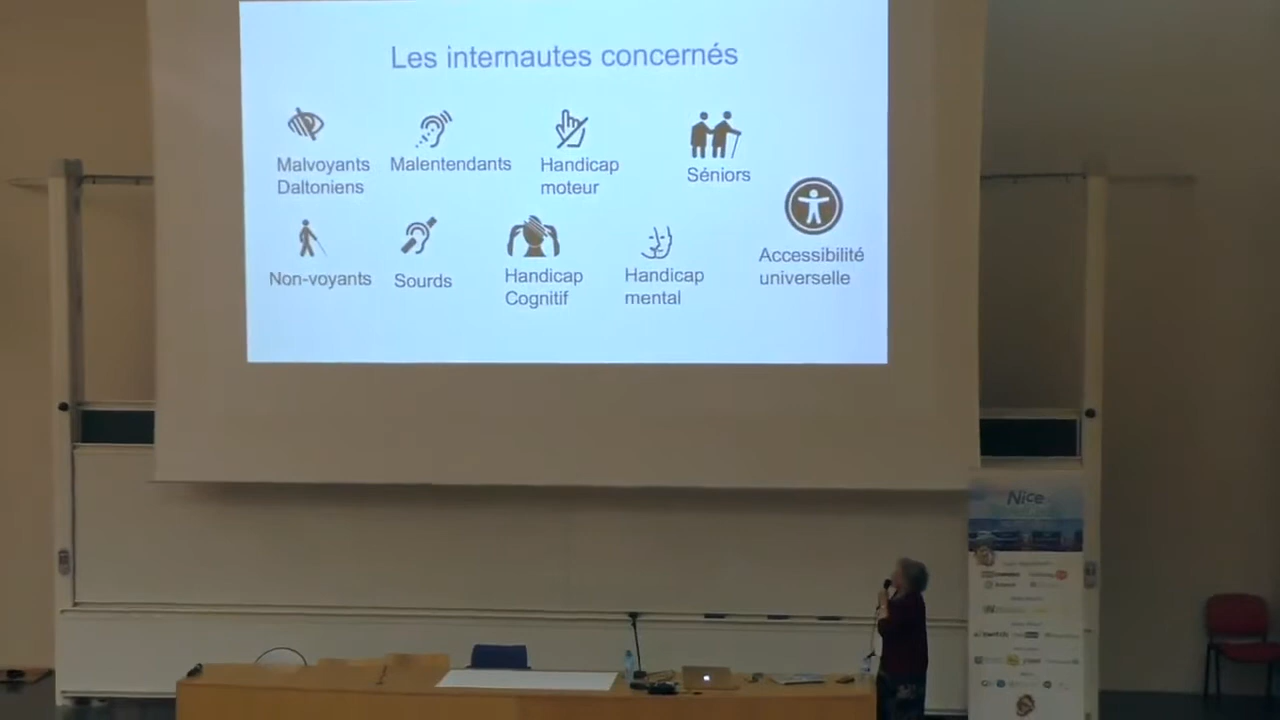 Les internautes concernés
Malvoyants
Daltoniens
Malentendants
Handicap
moteur
Séniors
Non-voyants
Sourds
Handicap
Cognitif
Handicap
mental
Accessibilité
universelle
Nice